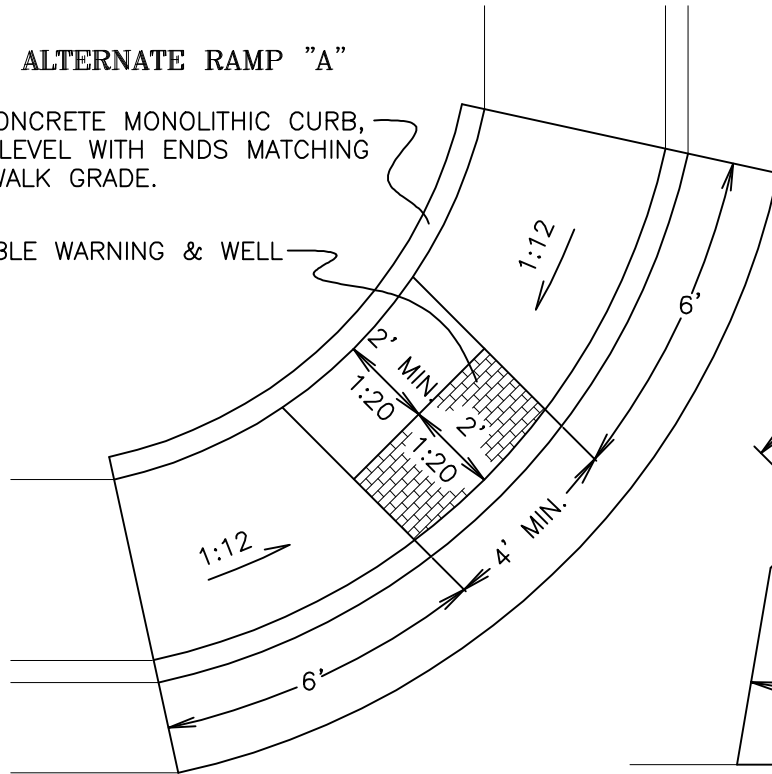 ALTERNATE RAMP "A"
ONCRETE MONOLITHIC CURB,
LEVEL WITH ENDS MATCHING
WALK GRADE.
BLE WARNING & WELL
1:12
6'
2' MIN.
1:20
2'
1:20
4' MIN.
1:12
6'